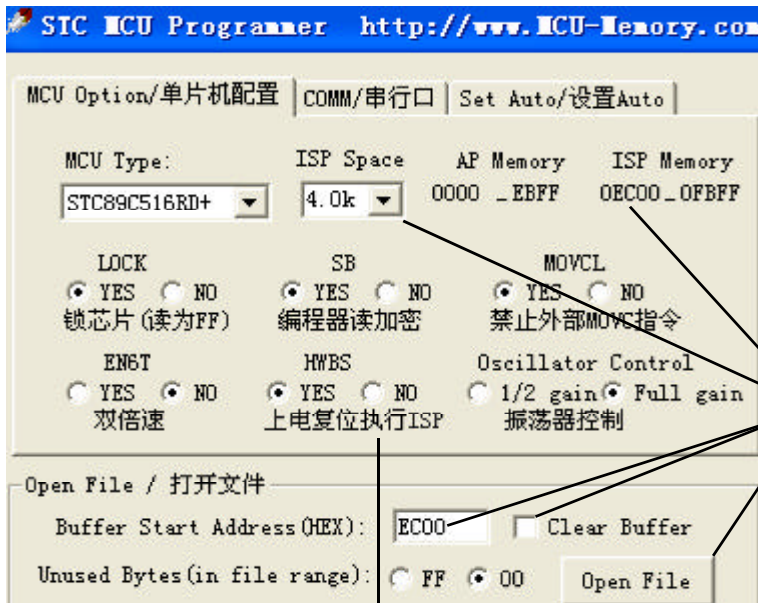 STC MCU Programmer http://www.MCU-Memory.com
MCU Option/单片机配置 COMM/串行口 Set Auto/设置Auto
MCU Type: ISP Space AP Memory ISP Memory
STC89C516RD+ 4.0k 0000 _ EBFF 0EC00 _ 0FBFF
LOCK SB MOVCL
YES NO YES NO YES NO
锁芯片(读为FF) 编程器读加密 禁止外部MOVC指令
EN6T HWBS Oscillator Control
YES NO YES NO 1/2 gain Full gain
双倍速 上电复位执行ISP 振荡器控制
Open File / 打开文件
Buffer Start Address(HEX): EC00 Clear Buffer
Unused Bytes(in file range): FF 00 Open File